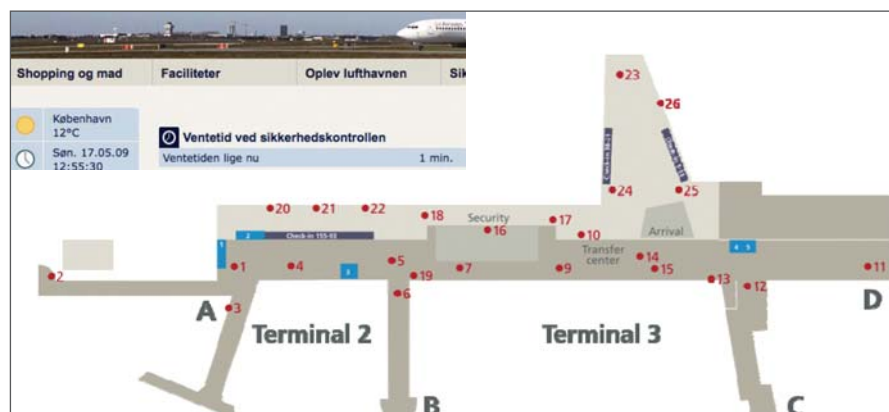 Shopping og mad
Faciliteter
Oplev lufthavnen
Sik
København
12°C
Søn. 17.05.09
12:55:30
Ventetid ved sikkerhedskontrollen
Ventetiden lige nu
1 min.
23
26
24
25
20
21
22
18
17
Security
16
10
Arrival
2
Check-in
1
1
2
3
4
3
5
6
19
7
9
Transfer
center
14
15
13
12
4 5
11
A
Terminal 2
B
Terminal 3
C
D